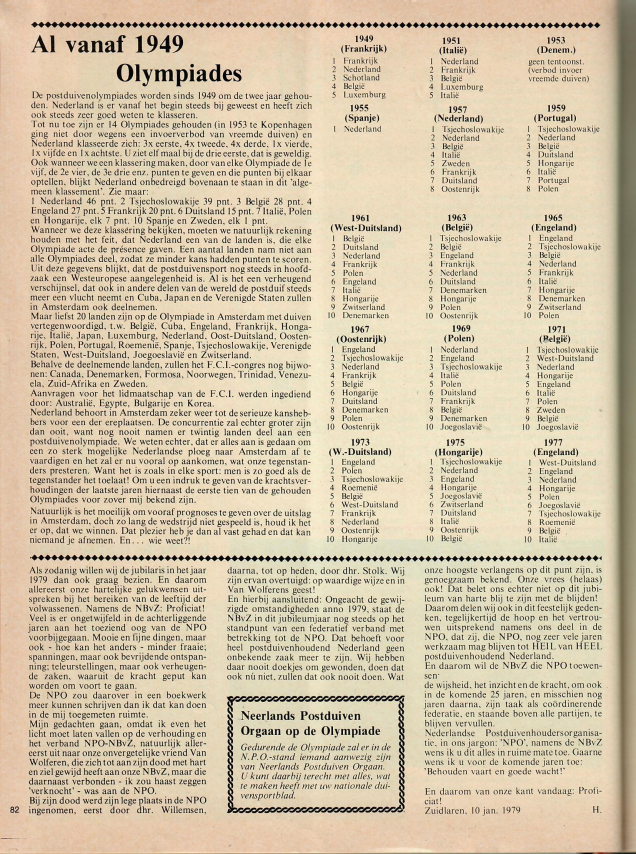 Al vanaf 1949
Olympiades
De postduivenolympiades worden sinds 1949 om de twee jaar gehou-
den. Nederland is er vanaf het begin steeds bij geweest en heeft zich
ook steeds zeer goed weten te klasseren.
Tot nu toe zijn er 14 Olympiades gehouden (in 1953 te Kopenhagen
ging niet door wegens een invoerverbod van vreemde duiven) en
Nederland klasseerde zich: 3x eerste, 4x tweede, 4x derde, 1x vierde,
1x vijfde en 1x achtste. U ziet elf maal bij de drie eerste, dat is geweldig.
Ook wanneer we een klassering maken, door van elke Olympiade de 1e
vijf, de 2e vier, de 3e drie enz. punten te geven en die punten bij elkaar
optellen, blijkt Nederland onbedreigd bovenaan te staan in dit 'alge-
meen klassement'. Zie maar:
1 Nederland 46 pnt. 2 Tsjechoslowakije 39 pnt. 3 België 28 pnt. 4
Engeland 27 pnt. 5 Frankrijk 20 pnt. 6 Duitsland 15 pnt. 7 Italië, Polen
en Hongarije, elk 7 pnt. 10 Spanje en Zweden, elk 1 pnt.
Wanneer we deze klasséring bekijken, moeten we natuurlijk rekening
houden met het feit, dat Nederland een van de landen is, die elke
Olympiade acte de présence gaven. Een aantal landen nam niet aan
alle Olympiades deel, zodat ze minder kans hadden punten te scoren.
Uit deze gegevens blijkt, dat de postduivensport nog steeds in hoofd-
zaak een Westeuropese aangelegenheid is. Al is het een verheugend
verschijnsel, dat ook in andere delen van de wereld de postduif steeds
meer een vlucht neemt en Cuba, Japan en de Verenigde Staten zullen
in Amsterdam ook deelnemen.
Maar liefst 20 landen zijn op de Olympiade in Amsterdam met duiven
vertegenwoordigd, t.w. België, Cuba, Engeland, Frankrijk, Honga-
rije, Italië, Japan, Luxemburg, Nederland, Oost-Duitsland, Oosten-
rijk, Polen, Portugal, Roemenië, Spanje, Tsjechoslowakije, Verenigde
Staten, West-Duitsland, Joegoeslavië en Zwitserland.
Behalve de deelnemende landen, zullen het F.C.I.-congres nog bijwo-
nen: Canada, Denemarken, Formosa, Noorwegen, Trinidad, Venezu-
ela, Zuid-Afrika en Zweden.
Aanvragen voor het lidmaatschap van de F.C.I. werden ingediend
door: Australië, Egypte, Bulgarije en Korea.
Nederland behoort in Amsterdam zeker weer tot de serieuze kansheb-
bers voor een der ereplaatsen. De concurrentie zal echter groter zijn
dan ooit, want nog nooit namen er twintig landen deel aan een
postduivenolympiade. We weten echter, dat er alles aan is gedaan om
een zo sterk mogelijke Nederlandse ploeg naar Amsterdam af te
vaardigen en het zal er nu vooral op aankomen, wat onze tegenstan-
ders presteren. Want het is zoals in elke sport: men is zo goed als de
tegenstander het toelaat! Om u een indruk te geven van de krachtsver-
houdingen der laatste jaren hiernaast de eerste tien van de gehouden
Olympiades voor zover mij bekend zijn.
Natuurlijk is het moeilijk om vooraf prognoses te geven over de uitslag
in Amsterdam, doch zo lang de wedstrijd niet gespeeld is, houd ik het
er op, dat we winnen. Dat plezier heb je dan al vast gehad en dat kan
niemand je afnemen. En... wie weet?!
1949
(Frankrijk)
1 Frankrijk
2 Nederland
3 Schotland
4 België
5 Luxemburg
1951
(Italië)
1 Nederland
2 Frankrijk
3 België
4 Luxemburg
5 Italië
1953
(Denem.)
geen tentoonst.
(verbod invoer
vreemde duiven)
1955
(Spanje)
1 Nederland
1957
(Nederland)
1 Tsjechoslowakije
2 Nederland
3 België
4 Italië
5 Zweden
6 Frankrijk
7 Duitsland
8 Oostenrijk
1959
(Portugal)
1 Tsjechoslowakije
2 Nederland
3 België
4 Duitsland
5 Hongarije
6 Italië
7 Portugal
8 Polen
1961
(West-Duitsland)
1 België
2 Duitsland
3 Nederland
4 Frankrijk
5 Polen
6 Engeland
7 Italië
8 Hongarije
9 Zwitserland
10 Denemarken
1963
(België)
1 Tsjechoslowakije
2 België
3 Engeland
4 Frankrijk
5 Nederland
6 Duitsland
7 Denemarken
8 Hongarije
9 Polen
10 Oostenrijk
1965
(Engeland)
1 Engeland
2 Tsjechoslowakije
3 België
4 Nederland
5 Frankrijk
6 Italië
7 Hongarije
8 Denemarken
9 Zwitserland
10 Polen
1967
(Oostenrijk)
1 Engeland
2 Tsjechoslowakije
3 Nederland
4 Frankrijk
5 België
6 Hongarije
7 Duitsland
8 Denemarken
9 Polen
10 Oostenrijk
1969
(Polen)
1 Nederland
2 Engeland
3 Tsjechoslowakije
4 Italië
5 Polen
6 Duitsland
7 Frankrijk
8 België
9 Denemarken
10 Joegoslavië
1971
(België)
1 Tsjechoslowakije
2 West-Duitsland
3 Nederland
4 Hongarije
5 Engeland
6 Italië
7 Polen
8 Zweden
9 België
10 Joegoslavië
1973
(W.-Duitsland)
1 Engeland
2 Polen
3 Tsjechoslowakije
4 Roemenië
5 België
6 West-Duitsland
7 Frankrijk
8 Nederland
9 Oostenrijk
10 Hongarije
1975
(Hongarije)
1 Tsjechoslowakije
2 Nederland
3 Engeland
4 Hongarije
5 Joegoslavië
6 Zwitserland
7 Duitsland
8 Italië
9 Oostenrijk
10 België
1977
(Engeland)
1 West-Duitsland
2 Engeland
3 Nederland
4 Hongarije
5 Polen
6 Joegoslavië
7 Tsjechoslowakije
8 Roemenië
9 België
10 Italië
Als zodanig willen wij de jubilaris in het jaar
1979 dan ook graag bezien. En daarom
allereerst onze hartelijke gelukwensen uit-
spreken bij het bereiken van de leeftijd der
volwassenen. Namens de NBvZ: Proficiat!
Veel is er ongetwijfeld in de achterliggende
jaren aan het toeziend oog van de NPO
voorbijgegaan. Mooie en fijne dingen, maar
ook - hoe kan het anders - minder fraaie;
spanningen, maar ook bevrijdende ontspan-
ning; teleurstellingen, maar ook verheugen-
de zaken, waaruit de kracht geput kan
worden om voort te gaan.
De NPO zou daarover in een boekwerk
meer kunnen schrijven dan ik dat kan doen
in de mij toegemeten ruimte.
Mijn gedachten gaan, omdat ik even het
licht moet laten vallen op de verhouding en
het verband NPO-NBvZ, natuurlijk aller-
eerst uit naar onze onvergetelijke vriend Van
Wolferen, die zich tot aan zijn dood met hart
en ziel gewijd heeft aan onze NBvZ, maar die
daarnaast verbonden - ik zou haast zeggen
'verknocht' - was aan de NPO.
Bij zijn dood werd zijn lege plaats in de NPO
ingenomen, eerst door dhr. Willemsen,
daarna, tot op heden, door dhr. Stolk. Wij
zijn ervan overtuigd: op waardige wijze en in
Van Wolferens geest!
En hierbij aansluitend: Ongeacht de gewij-
zigde omstandigheden anno 1979, staat de
NBvZ in dit jubileumjaar nog steeds op het
standpunt van een federatief verband met
betrekking tot de NPO. Dat behoeft voor
heel postduivenhoudend Nederland geen
onbekende zaak meer te zijn. Wij hebben
daar nooit doekjes om gewonden, doen dat
ook nù niet, zullen dat ook nooit doen. Wat
Neerlands Postduiven
Orgaan op de Olympiade
Gedurende de Olympiade zal er in de
N.P.O.-stand iemand aanwezig zijn
van Neerlands Postduiven Orgaan.
U kunt daarbij terecht met alles, wat
te maken heeft met uw nationale dui-
vensportblad.
onze hoogste verlangens op dit punt zijn, is
genoegzaam bekend. Onze vrees (helaas)
ook! Dat belet ons echter niet op dit jubi-
leum van harte blij te zijn met de blijden!
Daarom delen wij ook in dit feestelijk geden-
ken, tegelijkertijd de hoop en het vertrou-
wen uitsprekend namens ons deel in de
NPO, dat zij, die NPO, nog zeer vele jaren
werkzaam mag blijven tot HEIL van HEEL
postduivenhoudend Nederland.
En daarom wil de NBvZ die NPO toewen-
sen·
de wijsheid, het inzicht en de kracht, om ook
in de komende 25 jaren, en misschien nog
jaren daarna, zijn taak als coördinerende
federatie, en staande boven alle partijen, te
blijven vervullen.
Nederlandse Postduivenhoudersorganisa-
tie, in ons jargon: 'NPO', namens de NBvZ
wens ik u dit alles in ruime mate toe. Gaarne
wens ik u voor de komende jaren toe:
'Behouden vaart en goede wacht!'
En daarom van onze kant vandaag: Profi-
ciat!
Zuidlaren, 10 jan. 1979 H.
82